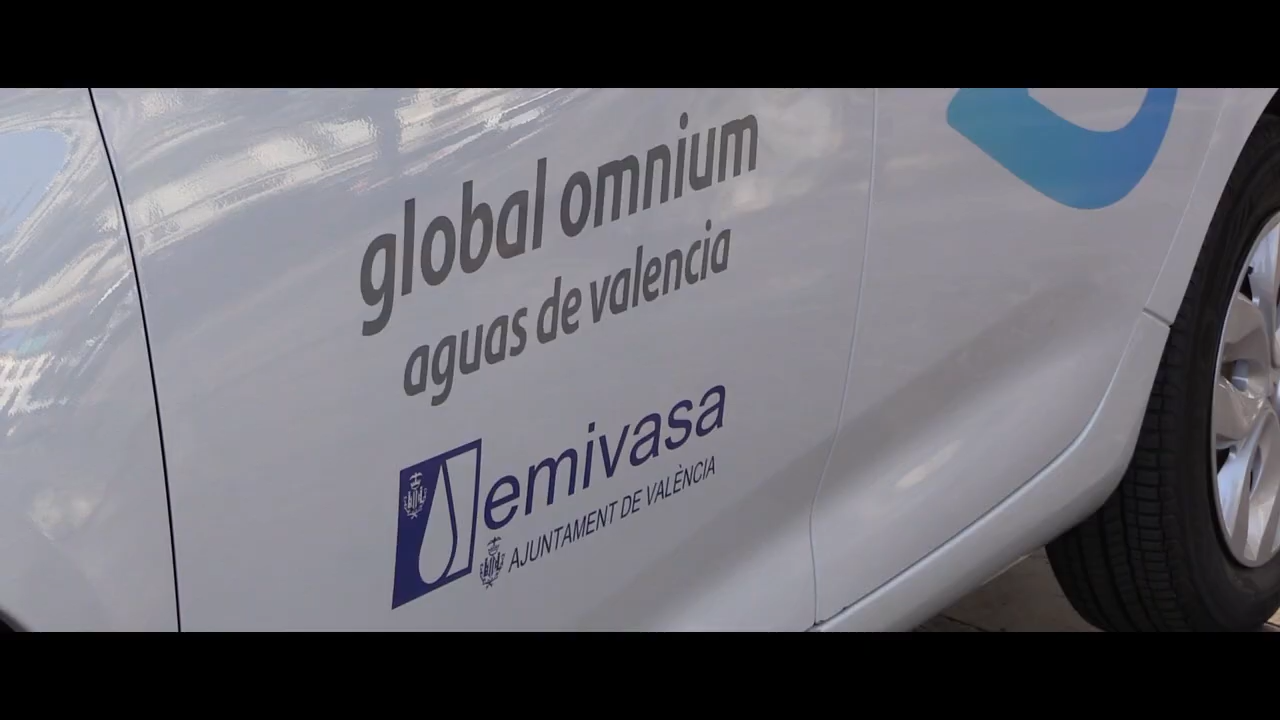 global omnium
aguas de valencia
emivasa
AJUNTAMENT DE VALÈNCIA